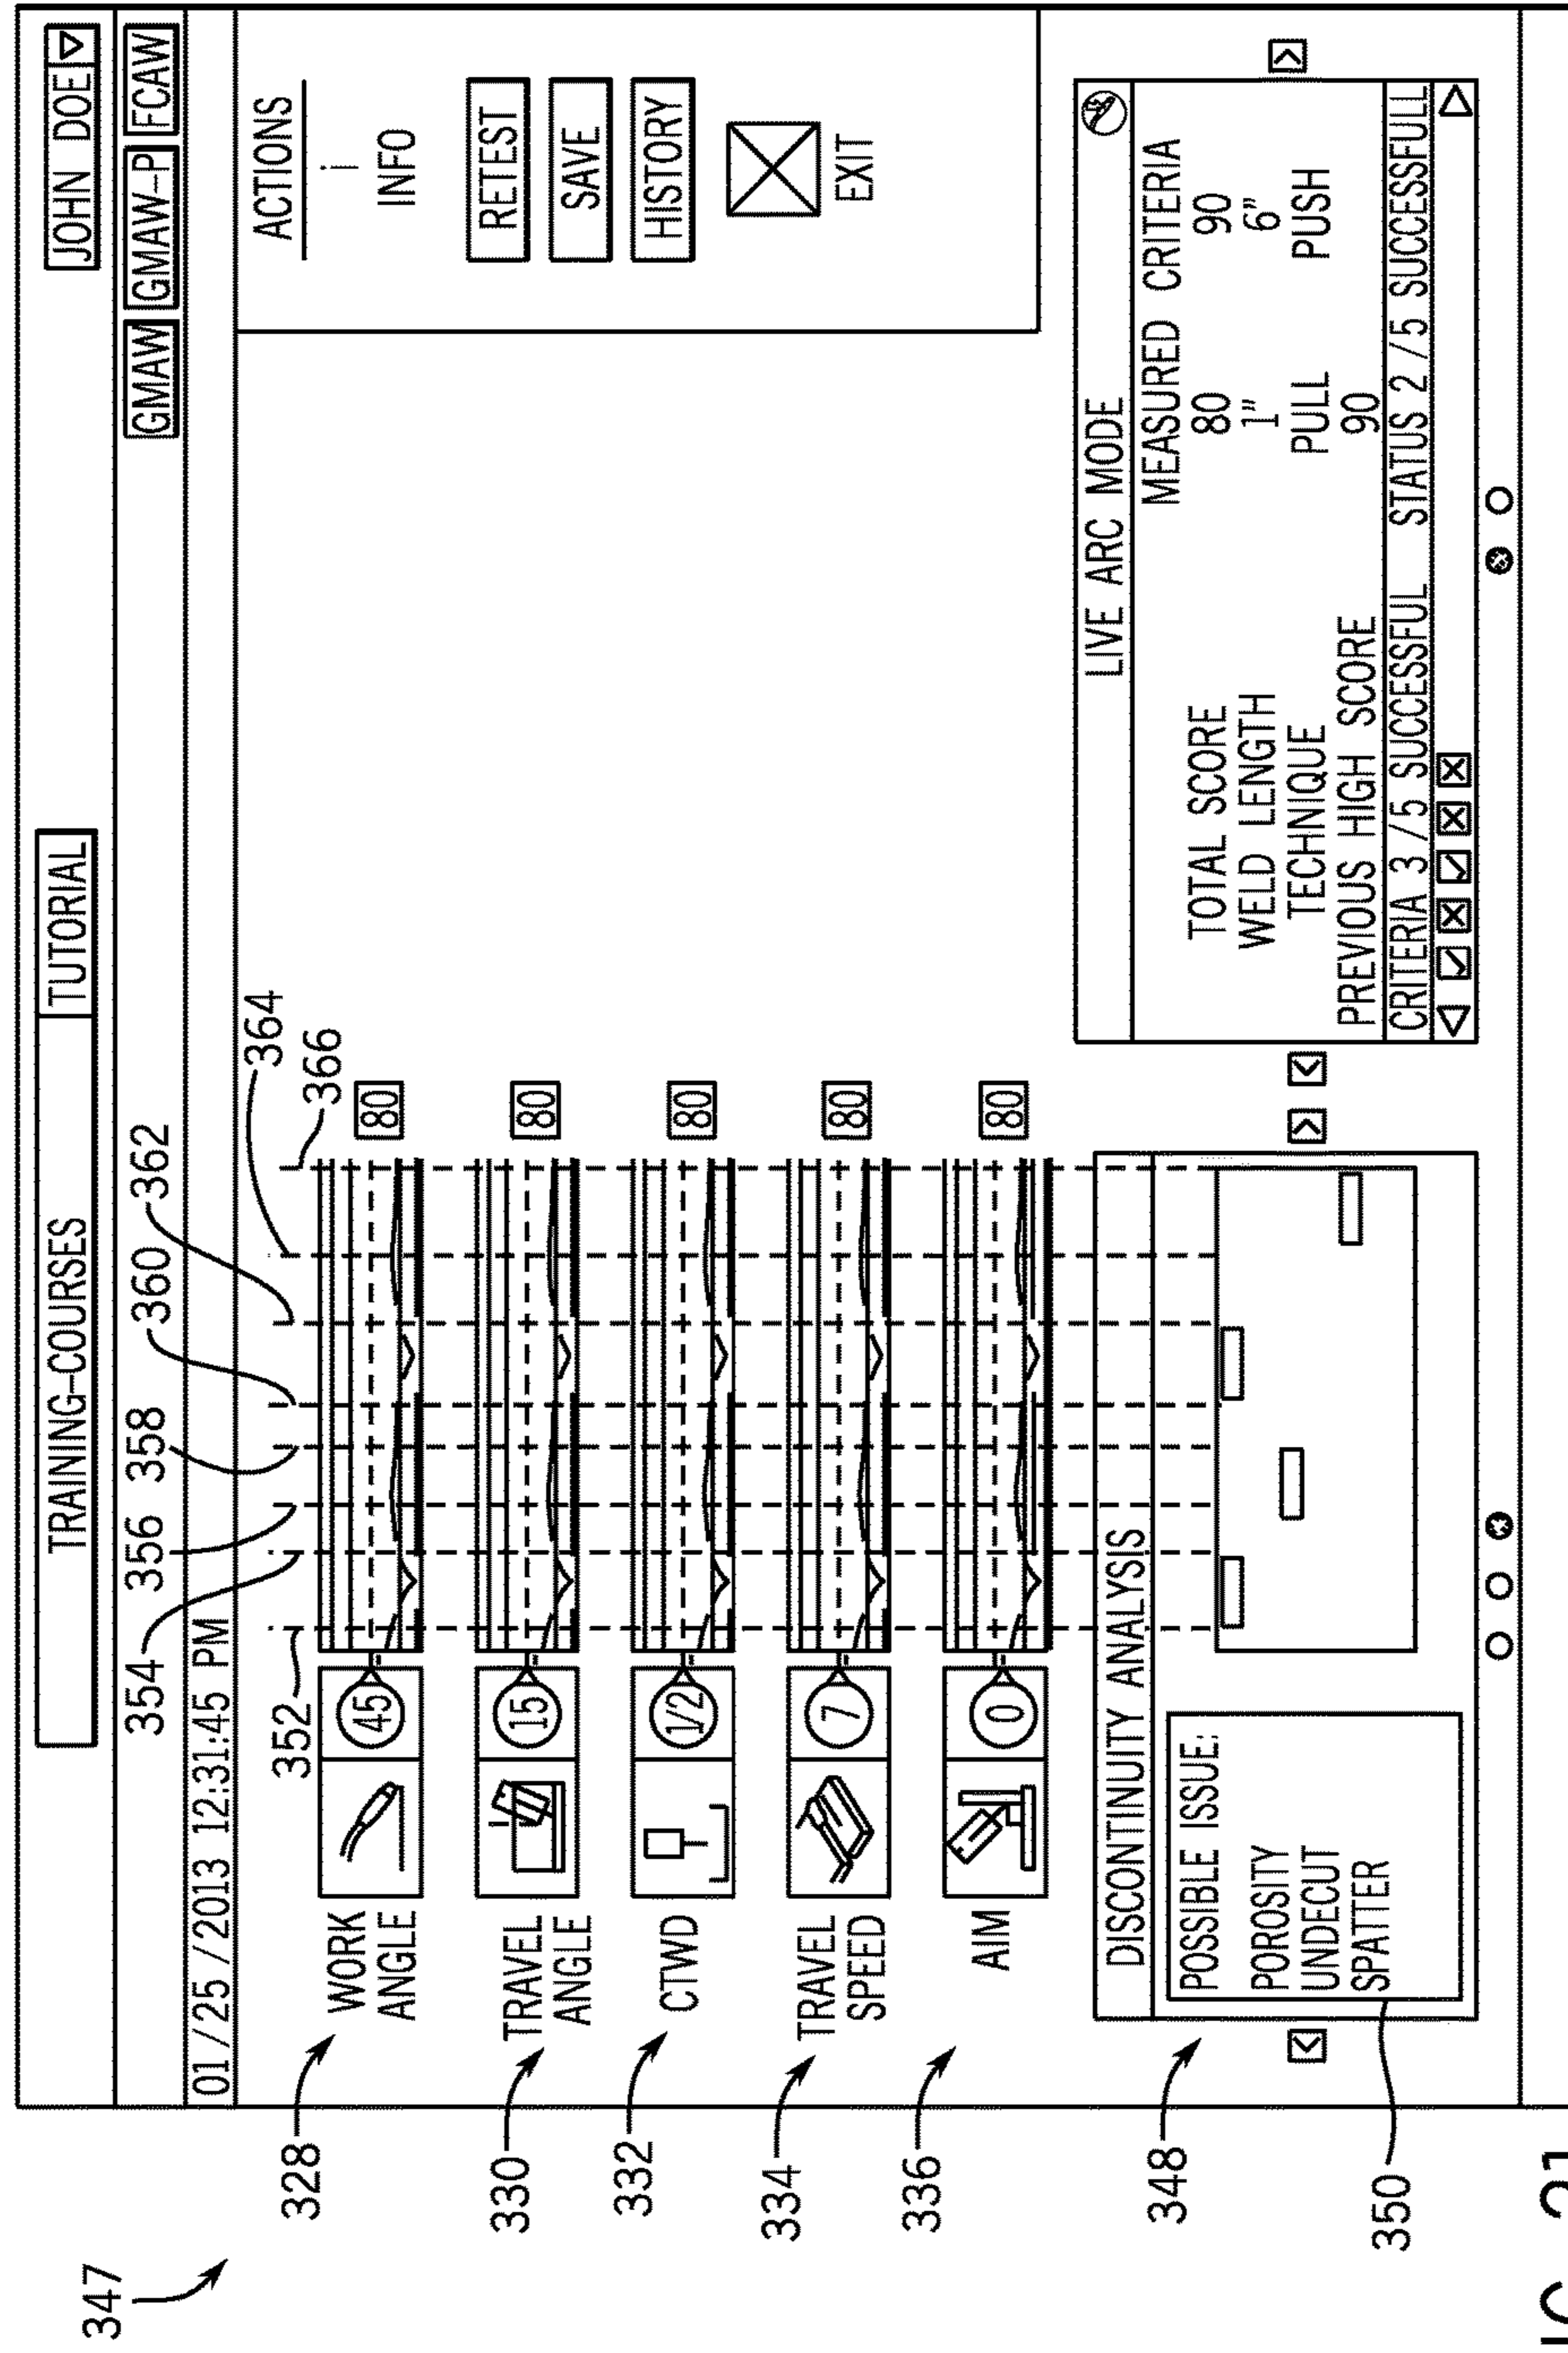 TRAINING-COURSES TUTORIAL JOHN DOE
GMAW GMAW-P FCAW
01/25/2013 12:31:45 PM
347
352 354 356 358 360 362 364 366
328
WORK
ANGLE
45
80
330
TRAVEL
ANGLE
15
80
332
CTWD
1/2
80
334
TRAVEL
SPEED
7
80
336
AIM
0
80
ACTIONS
i
INFO
RETEST
SAVE
HISTORY
EXIT
348
DISCONTINUITY ANALYSIS
POSSIBLE ISSUE:
POROSITY
UNDECUT
SPATTER
350
LIVE ARC MODE
MEASURED CRITERIA
TOTAL SCORE 80 90
WELD LENGTH 1" 6"
TECHNIQUE PULL PUSH
PREVIOUS HIGH SCORE 90
CRITERIA 3/5 SUCCESSFUL STATUS 2/5 SUCCESSFULL